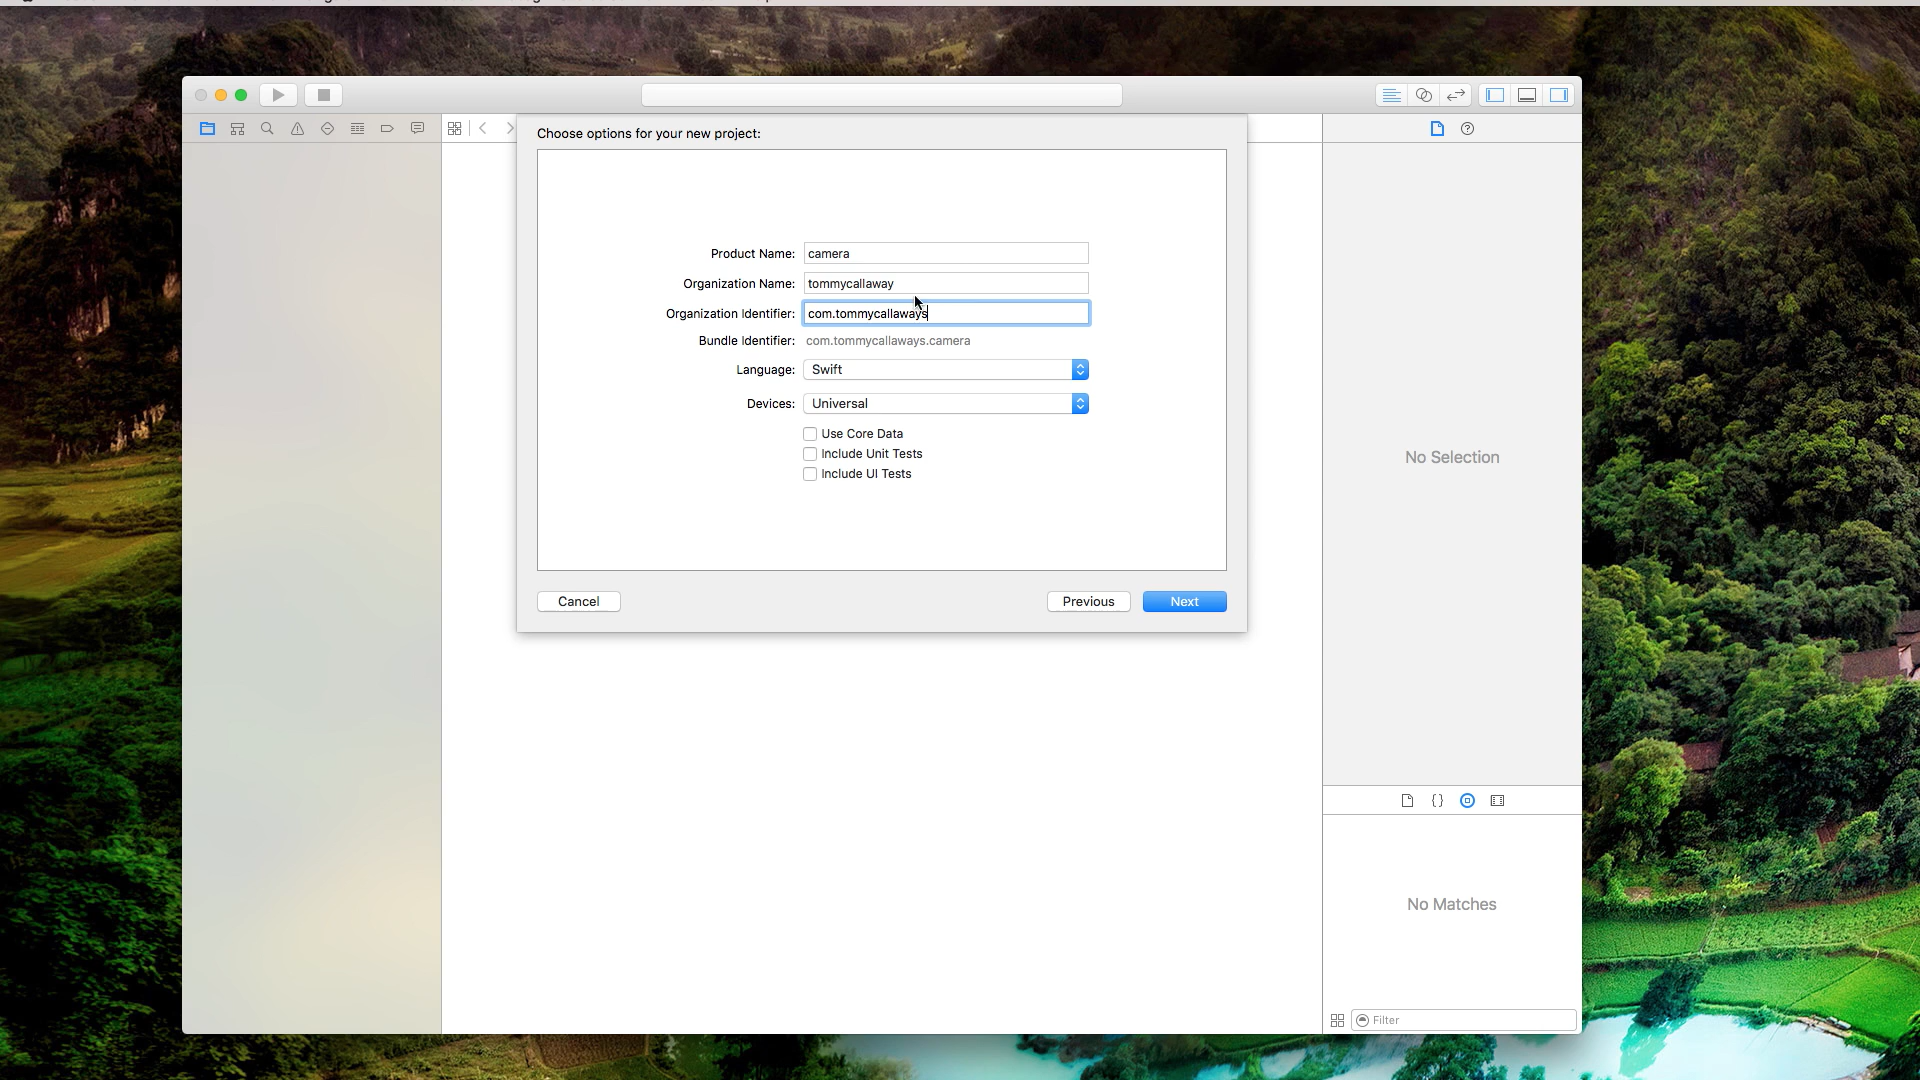 Choose options for your new project:
Product Name: camera
Organization Name: tommycallaway
Organization Identifier: com.tommycallaways
Bundle Identifier: com.tommycallaways.camera
Language: Swift
Devices: Universal
Use Core Data
Include Unit Tests
Include UI Tests
Cancel Previous Next
No Selection
No Matches
Filter